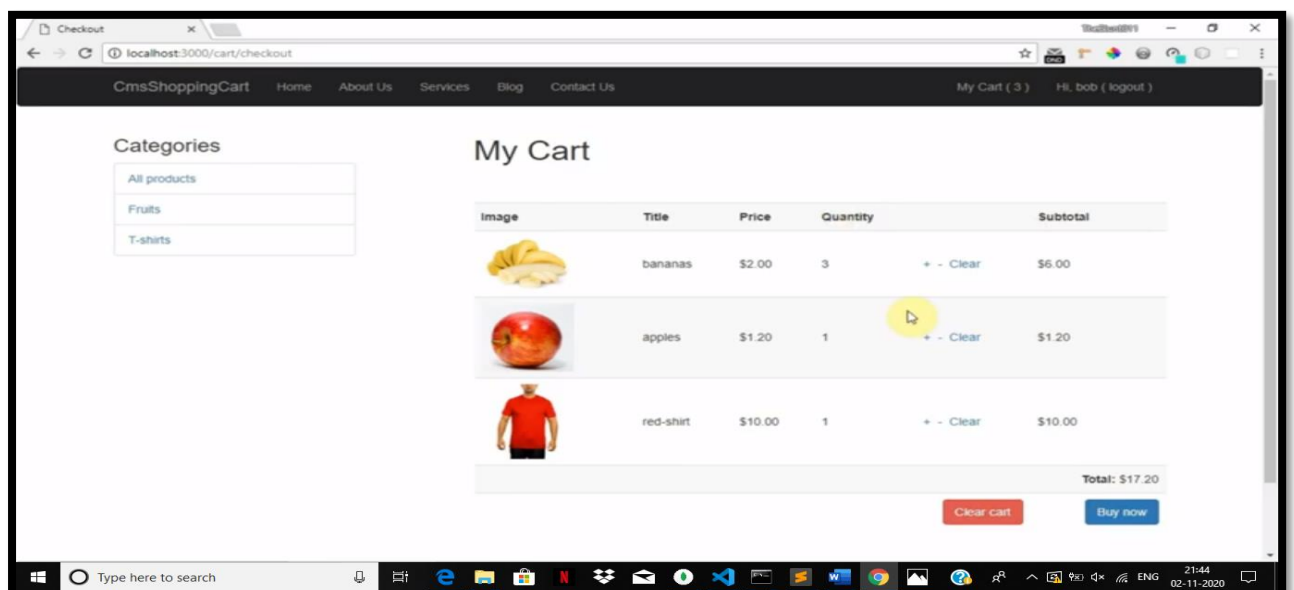 Checkout
localhost:3000/cart/checkout
DND
CmsShoppingCart Home About Us Services Blog Contact Us My Cart ( 3 ) Hi, bob ( logout )
Categories
All products
Fruits
T-shirts
My Cart
Image Title Price Quantity Subtotal
bananas $2.00 3 + - Clear $6.00
apples $1.20 1 + - Clear $1.20
red-shirt $10.00 1 + - Clear $10.00
Total: $17.20
Clear cart Buy now
Type here to search
ENG
21:44
02-11-2020